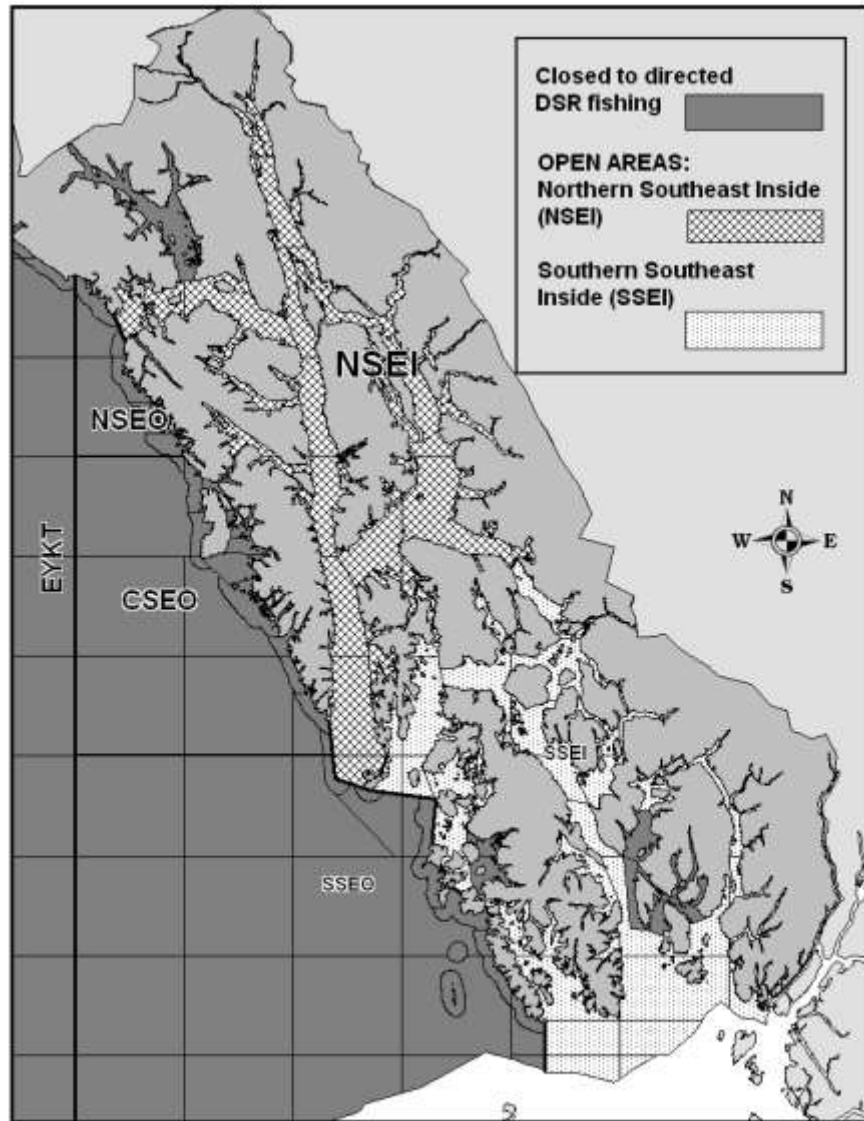 Closed to directed
DSR fishing
OPEN AREAS:
Northern Southeast Inside
(NSEI)
Southern Southeast
Inside (SSEI)
NSEI
NSEO
N
W E
S
EYKT
CSEO
SSEI
SSEO